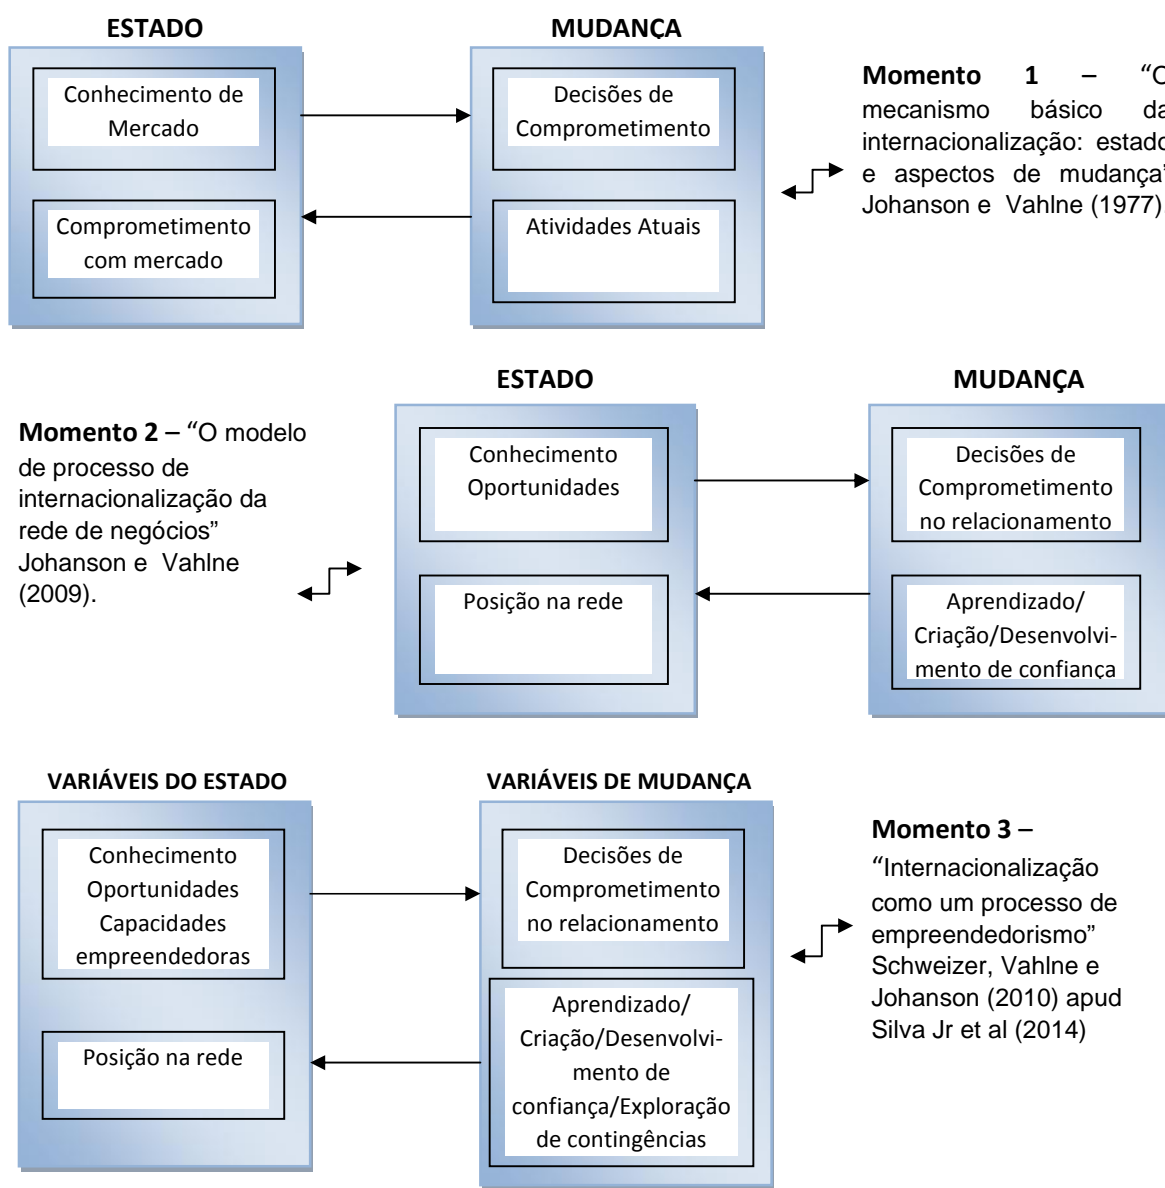 ESTADO
MUDANÇA
Conhecimento de
Mercado
Comprometimento
com mercado
Decisões de
Comprometimento
Atividades Atuais
Momento 1 – “O
mecanismo básico da
internacionalização: estado
e aspectos de mudança”
Johanson e Vahlne (1977)
Momento 2 – “O modelo
de processo de
internacionalização da
rede de negócios”
Johanson e Vahlne
(2009).
ESTADO
MUDANÇA
Conhecimento
Oportunidades
Posição na rede
Decisões de
Comprometimento
no relacionamento
Aprendizado/
Criação/Desenvolvi-
mento de confiança
VARIÁVEIS DO ESTADO
VARIÁVEIS DE MUDANÇA
Conhecimento
Oportunidades
Capacidades
empreendedoras
Posição na rede
Decisões de
Comprometimento
no relacionamento
Aprendizado/
Criação/Desenvolvi-
mento de
confiança/Exploração
de contingências
Momento 3 –
“Internacionalização
como um processo de
empreendedorismo”
Schweizer, Vahlne e
Johanson (2010) apud
Silva Jr et al (2014)